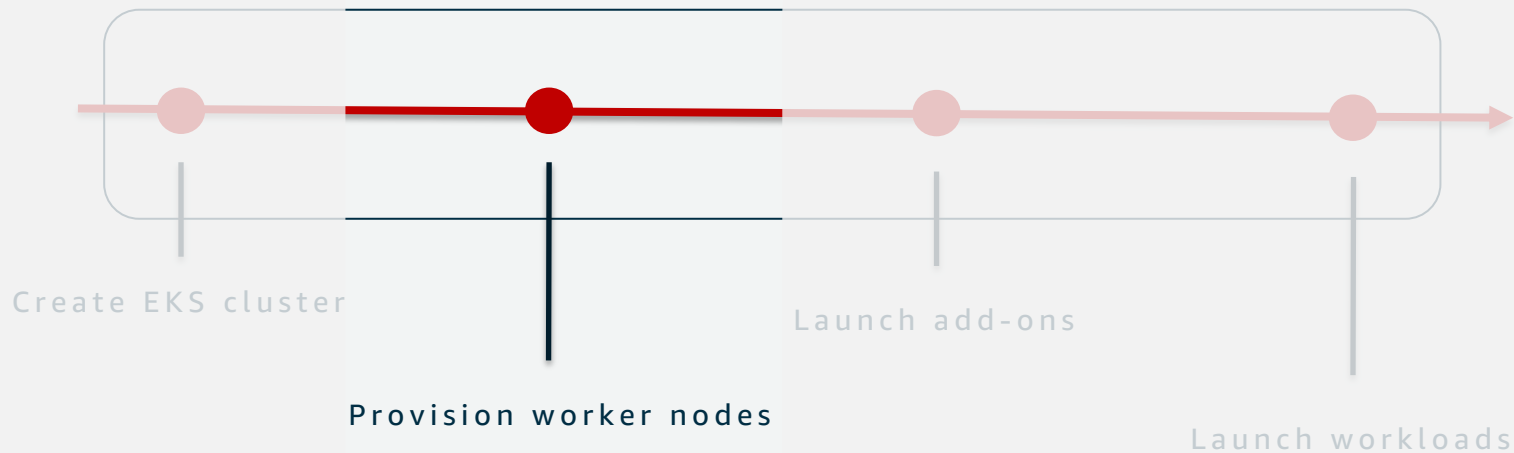 Create EKS cluster
Provision worker nodes
Launch add-ons
Launch workloads